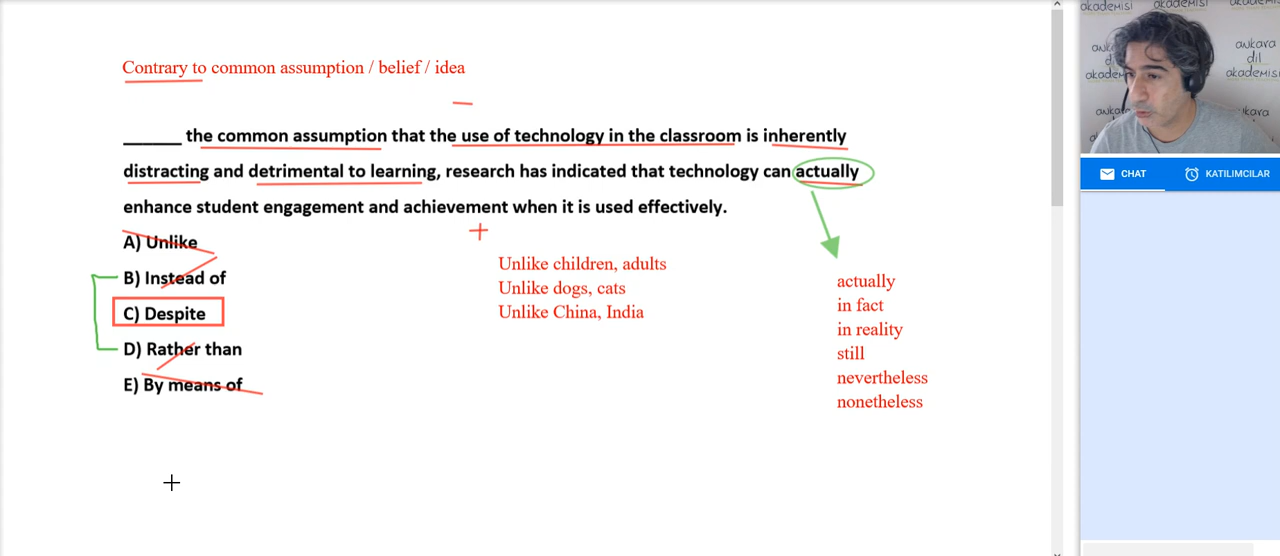 Contrary to common assumption / belief / idea
______ the common assumption that the use of technology in the classroom is inherently
distracting and detrimental to learning, research has indicated that technology can actually
enhance student engagement and achievement when it is used effectively.
A) Unlike
B) Instead of
C) Despite
D) Rather than
E) By means of
Unlike children, adults
Unlike dogs, cats
Unlike China, India
actually
in fact
in reality
still
nevertheless
nonetheless
akademisi
ankara
dil
akademisi
CHAT
KATILIMCILAR